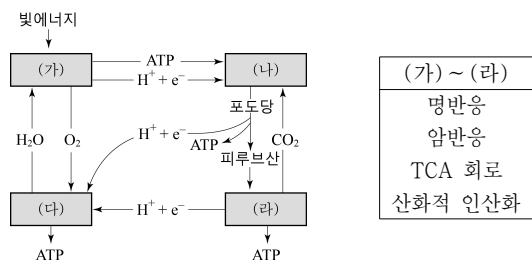 빛에너지
(가)
ATP
H⁺ + e⁻
(나)
포도당
H₂O
O₂
H⁺ + e⁻
ATP
피루브산
CO₂
(다)
H⁺ + e⁻
(라)
ATP
ATP
(가) ~ (라)
명반응
암반응
TCA 회로
산화적 인산화